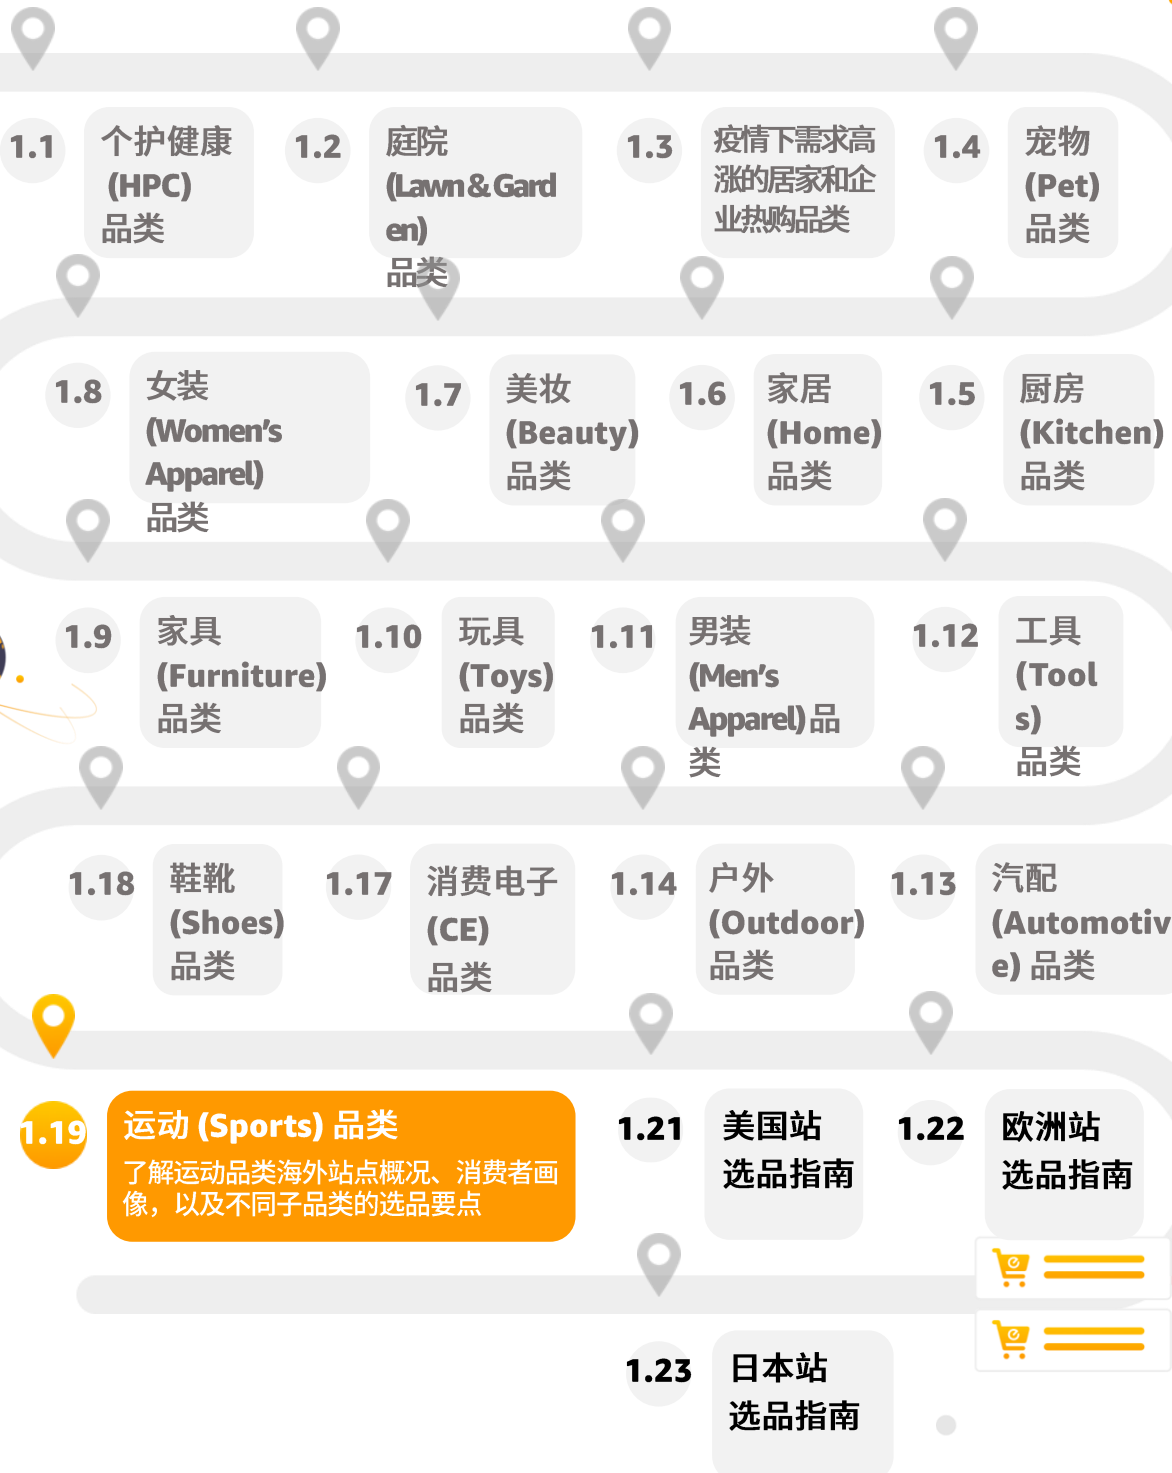 1.1
个护健康
(HPC)
品类
1.2
庭院
(Lawn & Gard
en)
品类
1.3
疫情下需求高
涨的居家和企
业热购品类
1.4
宠物
(Pet)
品类
1.8
女装
(Women’s
Apparel)
品类
1.7
美妆
(Beauty)
品类
1.6
家居
(Home)
品类
1.5
厨房
(Kitchen)
品类
1.9
家具
(Furniture)
品类
1.10
玩具
(Toys)
品类
1.11
男装
(Men’s
Apparel) 品
类
1.12
工具
(Tool
s)
品类
1.18
鞋靴
(Shoes)
品类
1.17
消费电子
(CE)
品类
1.14
户外
(Outdoor)
品类
1.13
汽配
(Automotiv
e) 品类
1.19
运动 (Sports) 品类
了解运动品类海外站点概况、消费者画
像，以及不同子品类的选品要点
1.21
美国站
选品指南
1.22
欧洲站
选品指南
1.23
日本站
选品指南